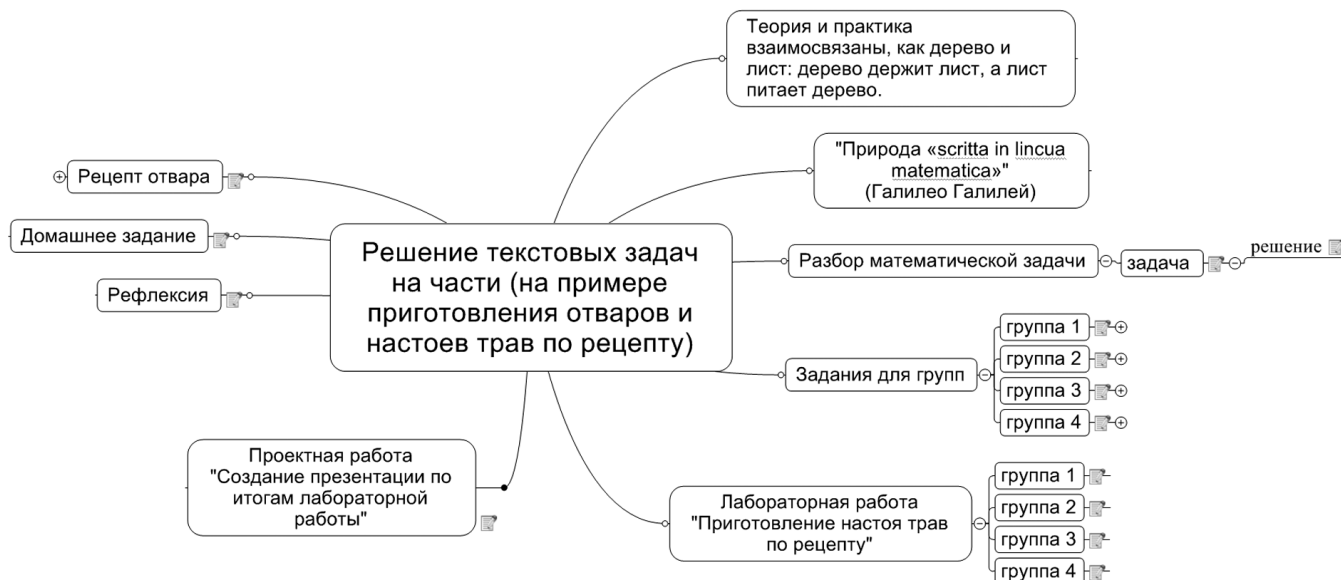 Теория и практика
взаимосвязаны, как дерево и
лист: дерево держит лист, а лист
питает дерево.
"Природа «scritta in lincua
matematica»"
(Галилео Галилей)
Рецепт отвара
Домашнее задание
Рефлексия
Решение текстовых задач
на части (на примере
приготовления отваров и
настоев трав по рецепту)
Разбор математической задачи
задача
решение
Задания для групп
группа 1
группа 2
группа 3
группа 4
Проектная работа
"Создание презентации по
итогам лабораторной
работы"
Лабораторная работа
"Приготовление настоя трав
по рецепту"
группа 1
группа 2
группа 3
группа 4